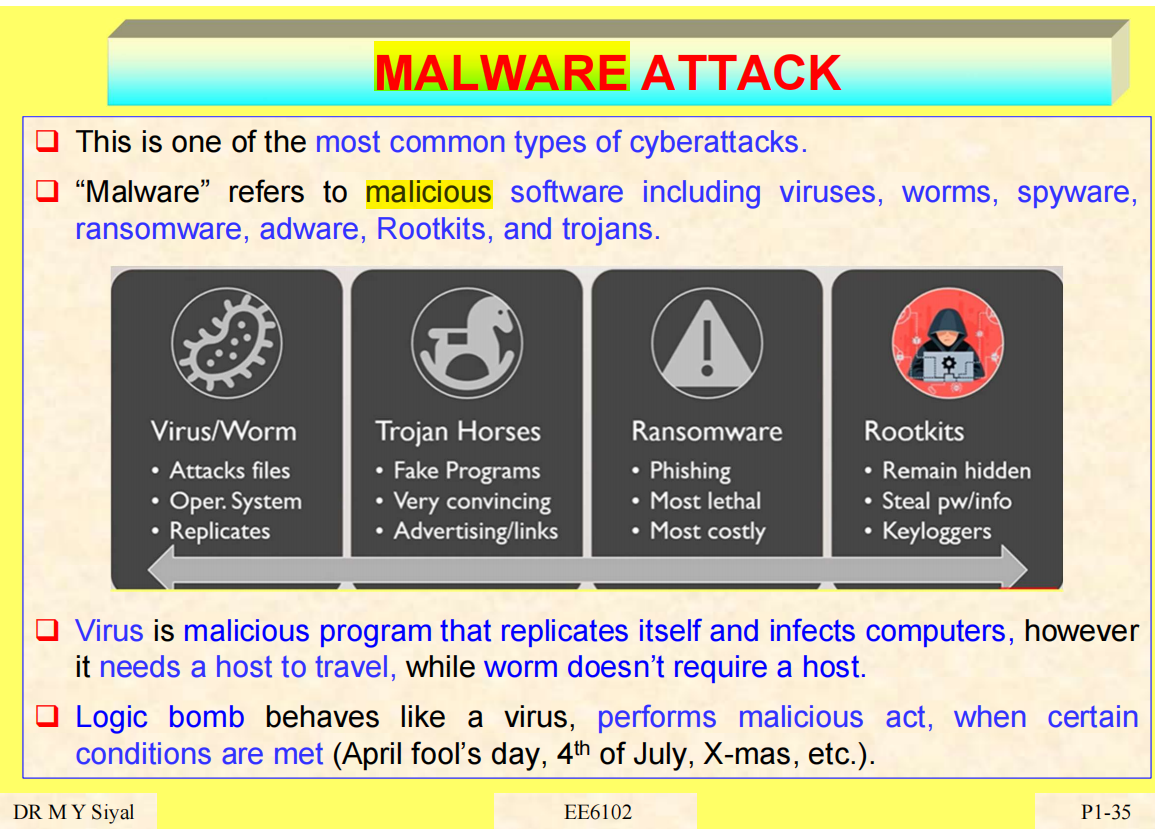 MALWARE ATTACK
This is one of the most common types of cyberattacks.
“Malware” refers to malicious software including viruses, worms, spyware,
ransomware, adware, Rootkits, and trojans.
Virus/Worm
• Attacks files
• Oper. System
• Replicates
Trojan Horses
• Fake Programs
• Very convincing
• Advertising/links
Ransomware
• Phishing
• Most lethal
• Most costly
Rootkits
• Remain hidden
• Steal pw/info
• Keyloggers
Virus is malicious program that replicates itself and infects computers, however
it needs a host to travel, while worm doesn’t require a host.
Logic bomb behaves like a virus, performs malicious act, when certain
conditions are met (April fool’s day, 4th of July, X-mas, etc.).
DR M Y Siyal
EE6102
P1-35